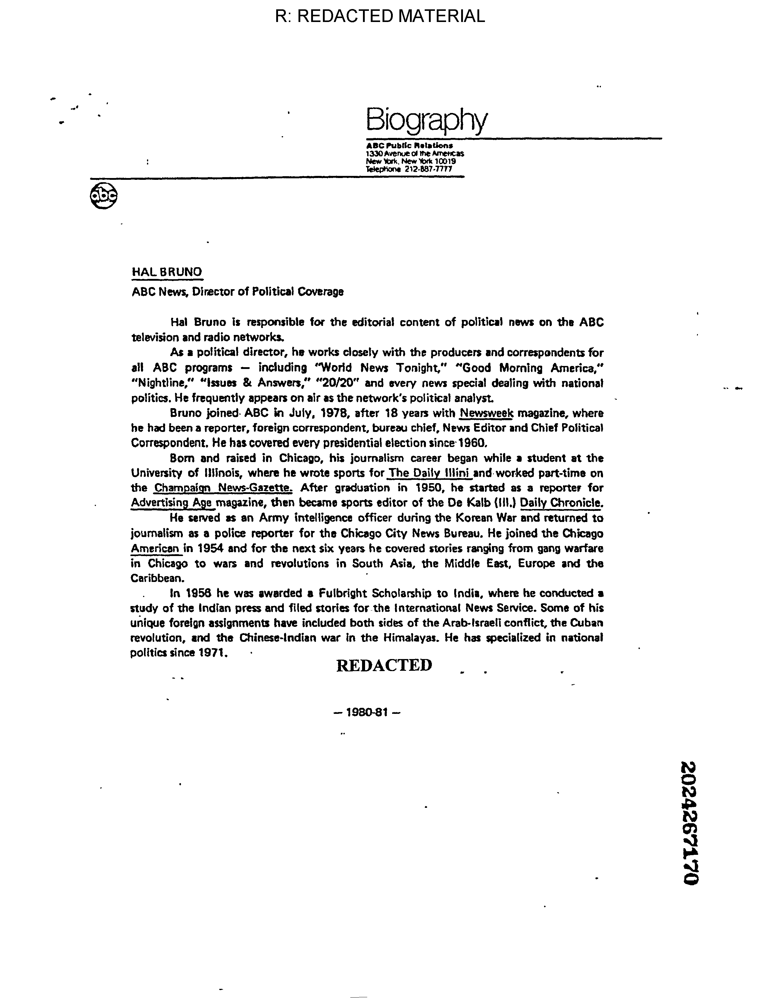 R: REDACTED MATERIAL
Biography
ABC Public Relations
1330 Avenue of the Americas
New York, New York 10019
Telephone 212-887-7777
abc
HAL BRUNO
ABC News, Director of Political Coverage
Hal Bruno is responsible for the editorial content of political news on the ABC
television and radio networks.
As a political director, he works closely with the producers and correspondents for
all ABC programs — including "World News Tonight," "Good Morning America,"
"Nightline," "Issues & Answers," "20/20" and every news special dealing with national
politics. He frequently appears on air as the network's political analyst.
Bruno joined ABC in July, 1978, after 18 years with Newsweek magazine, where
he had been a reporter, foreign correspondent, bureau chief, News Editor and Chief Political
Correspondent. He has covered every presidential election since 1960.
Born and raised in Chicago, his journalism career began while a student at the
University of Illinois, where he wrote sports for The Daily Illini and worked part-time on
the Champaign News-Gazette. After graduation in 1950, he started as a reporter for
Advertising Age magazine, then became sports editor of the De Kalb (Ill.) Daily Chronicle.
He served as an Army intelligence officer during the Korean War and returned to
journalism as a police reporter for the Chicago City News Bureau. He joined the Chicago
American in 1954 and for the next six years he covered stories ranging from gang warfare
in Chicago to wars and revolutions in South Asia, the Middle East, Europe and the
Caribbean.
In 1956 he was awarded a Fulbright Scholarship to India, where he conducted a
study of the Indian press and filed stories for the International News Service. Some of his
unique foreign assignments have included both sides of the Arab-Israeli conflict, the Cuban
revolution, and the Chinese-Indian war in the Himalayas. He has specialized in national
politics since 1971.
REDACTED
— 1980-81 —
2024267170